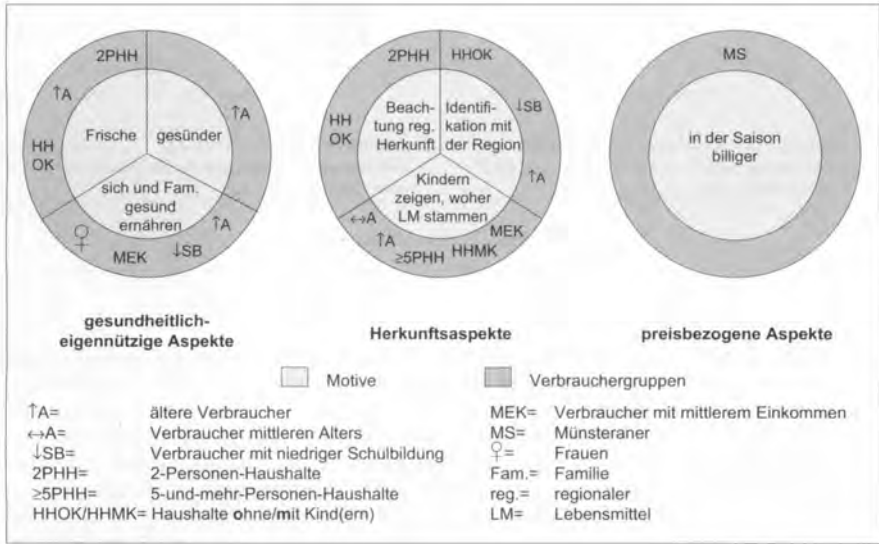 2PHH
↑A
HH
OK
Frische
gesünder
↑A
sich und Fam.
gesund
ernähren
↑A
♀
MEK
↓SB
gesundheitlich-
eigennützige Aspekte
2PHH
HHOK
HH
OK
Beach-
tung reg.
Herkunft
Identifi-
kation mit
der Region
↓SB
↑A
Kindern
zeigen, woher
LM stammen
↔A
↑A
≥5PHH
HHMK
MEK
Herkunftsaspekte
MS
in der Saison
billiger
preisbezogene Aspekte
Motive
Verbrauchergruppen
↑A= ältere Verbraucher
↔A= Verbraucher mittleren Alters
↓SB= Verbraucher mit niedriger Schulbildung
2PHH= 2-Personen-Haushalte
≥5PHH= 5-und-mehr-Personen-Haushalte
HHOK/HHMK= Haushalte ohne/mit Kind(ern)
MEK= Verbraucher mit mittlerem Einkommen
MS= Münsteraner
♀= Frauen
Fam.= Familie
reg.= regionaler
LM= Lebensmittel